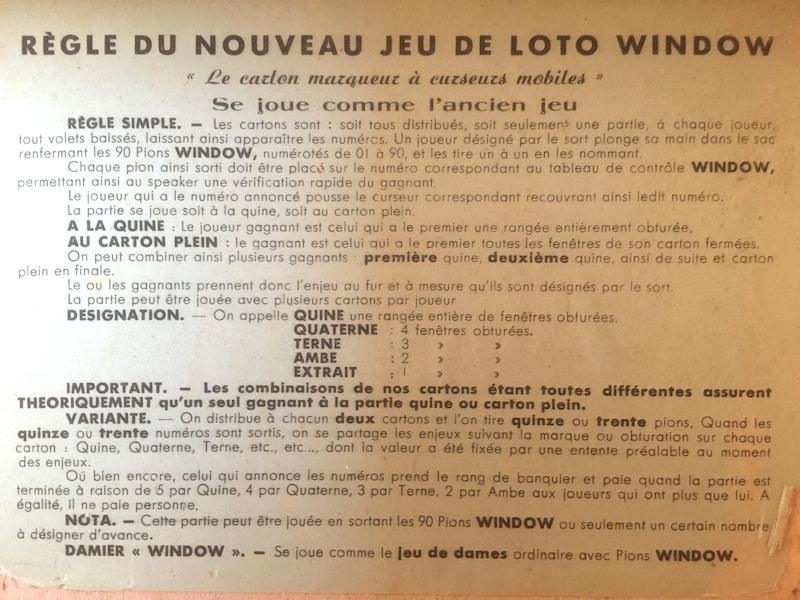 RÈGLE DU NOUVEAU JEU DE LOTO WINDOW
« Le carton marqueur à curseurs mobiles »
Se joue comme l'ancien jeu
RÈGLE SIMPLE. — Les cartons sont : soit tous distribués, soit seulement une partie, à chaque joueur,
tout volets baissés, laissant ainsi apparaître les numéros. Un joueur désigné par le sort plonge sa main dans le sac
renfermant les 90 Pions WINDOW, numérotés de 01 à 90, et les tire un à un en les nommant.
Chaque pion ainsi sorti doit être placé sur le numéro correspondant au tableau de contrôle WINDOW,
permettant ainsi au speaker une vérification rapide du gagnant.
Le joueur qui a le numéro annoncé pousse le curseur correspondant recouvrant ainsi ledit numéro.
La partie se joue soit à la quine, soit au carton plein.
A LA QUINE : Le joueur gagnant est celui qui a le premier une rangée entièrement obturée.
AU CARTON PLEIN : le gagnant est celui qui a le premier toutes les fenêtres de son carton fermées.
On peut combiner ainsi plusieurs gagnants : première quine, deuxième quine, ainsi de suite et carton
plein en finale.
Le ou les gagnants prennent donc l'enjeu au fur et à mesure qu'ils sont désignés par le sort.
La partie peut être jouée avec plusieurs cartons par joueur
DESIGNATION. — On appelle QUINE une rangée entière de fenêtres obturées.
QUATERNE : 4 fenêtres obturées.
TERNE : 3 » »
AMBE : 2 » »
EXTRAIT : 1 » »
IMPORTANT. — Les combinaisons de nos cartons étant toutes différentes assurent
THEORIQUEMENT qu'un seul gagnant à la partie quine ou carton plein.
VARIANTE. — On distribue à chacun deux cartons et l'on tire quinze ou trente pions. Quand les
quinze ou trente numéros sont sortis, on se partage les enjeux suivant la marque ou obturation sur chaque
carton : Quine, Quaterne, Terne, etc., etc..., dont la valeur a été fixée par une entente préalable au moment
des enjeux.
Oú bien encore, celui qui annonce les numéros prend le rang de banquier et paie quand la partie est
terminée à raison de 5 par Quine, 4 par Quaterne, 3 par Terne, 2 par Ambe aux joueurs qui ont plus que lui. A
égalité, il ne paie personne.
NOTA. — Cette partie peut être jouée en sortant les 90 Pions WINDOW ou seulement un certain nombre
à désigner d'avance.
DAMIER « WINDOW ». — Se joue comme le jeu de dames ordinaire avec Pions WINDOW.